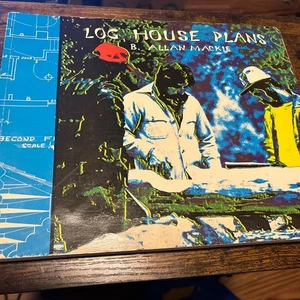 LOG HOUSE PLANS
B. ALLAN MACKIE
SECOND F
SCALE